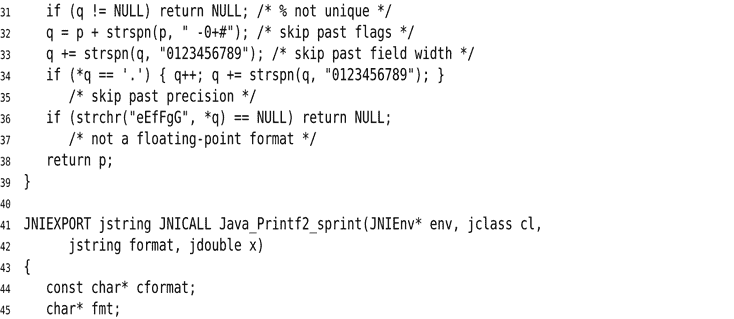 31 if (q != NULL) return NULL; /* % not unique */
32 q = p + strspn(p, " -0+#"); /* skip past flags */
33 q += strspn(q, "0123456789"); /* skip past field width */
34 if (*q == '.') { q++; q += strspn(q, "0123456789"); }
35 /* skip past precision */
36 if (strchr("eEfFgG", *q) == NULL) return NULL;
37 /* not a floating-point format */
38 return p;
39 }
40
41 JNIEXPORT jstring JNICALL Java_Printf2_sprint(JNIEnv* env, jclass cl,
42 jstring format, jdouble x)
43 {
44 const char* cformat;
45 char* fmt;